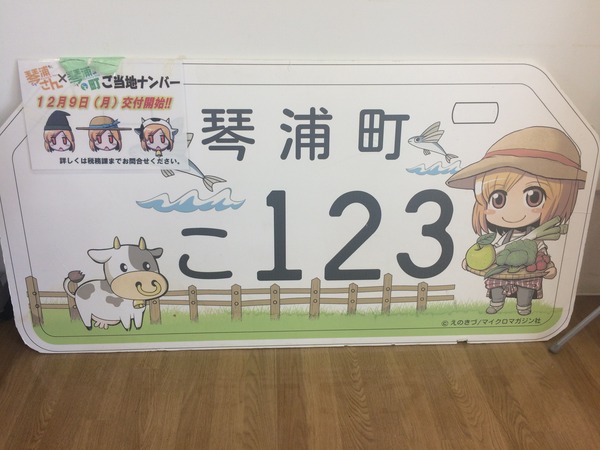 琴浦さん×琴浦の町 ご当地ナンバー
12月9日(月)交付開始!!
詳しくは税務課までお問合せください。
琴浦町
こ123
©えのきづ/マイクロマガジン社